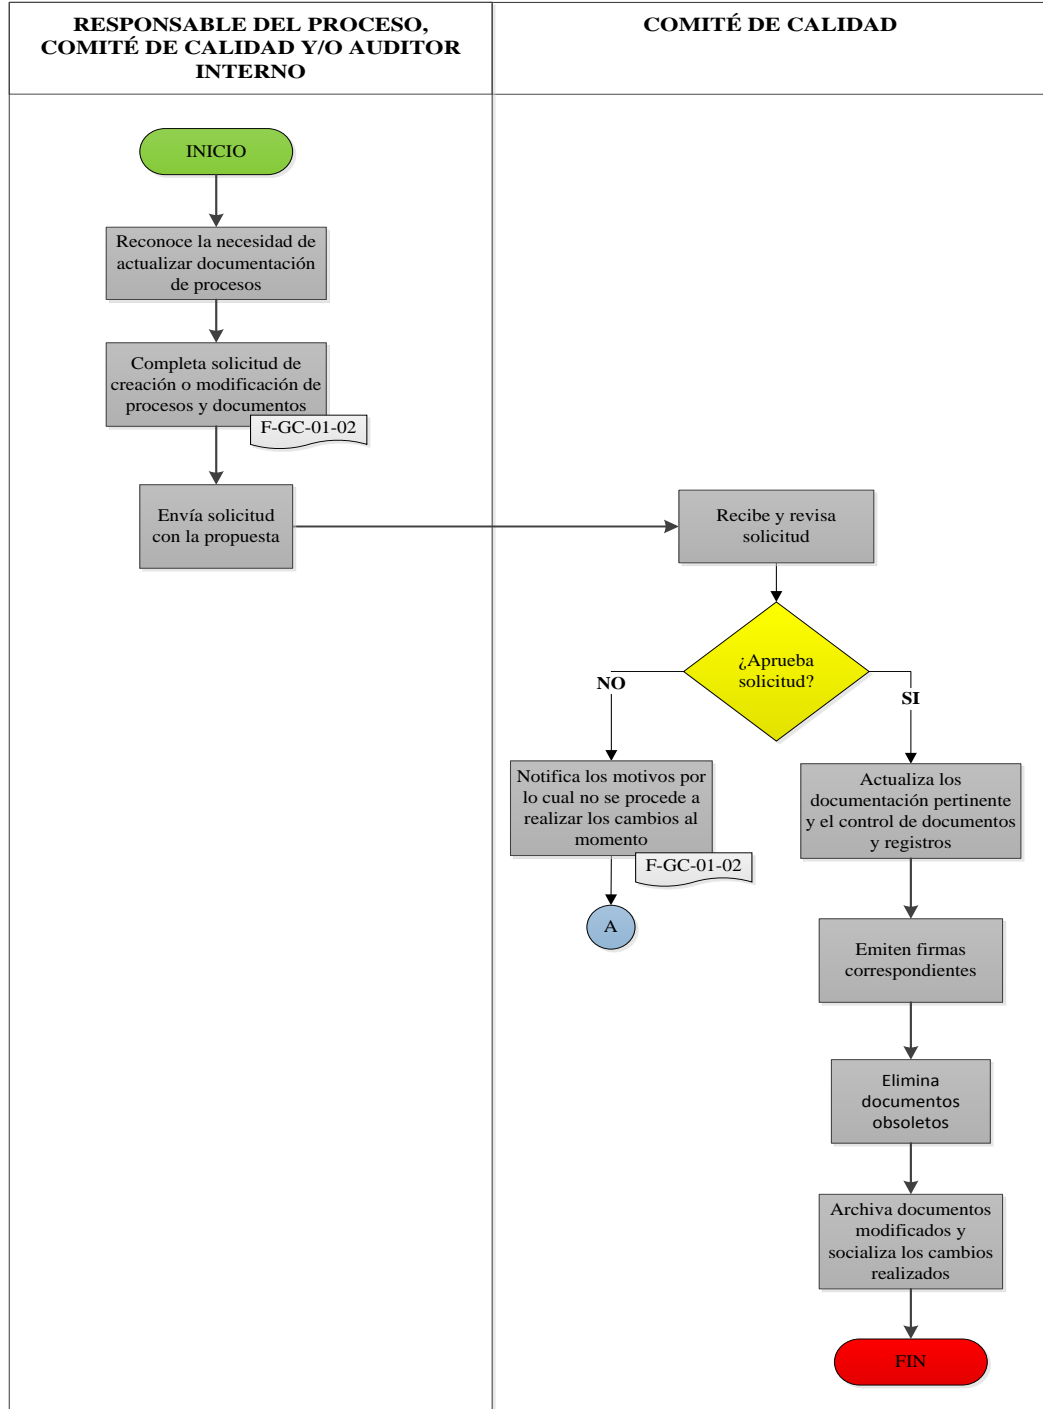 RESPONSABLE DEL PROCESO,
COMITÉ DE CALIDAD Y/O AUDITOR
INTERNO
COMITÉ DE CALIDAD
INICIO
Reconoce la necesidad de
actualizar documentación
de procesos
Completa solicitud de
creación o modificación de
procesos y documentos
F-GC-01-02
Envía solicitud
con la propuesta
Recibe y revisa
solicitud
¿Aprueba
solicitud?
NO
SI
Notifica los motivos por
lo cual no se procede a
realizar los cambios al
momento
F-GC-01-02
A
Actualiza los
documentación pertinente
y el control de documentos
y registros
Emiten firmas
correspondientes
Elimina
documentos
obsoletos
Archiva documentos
modificados y
socializa los cambios
realizados
FIN